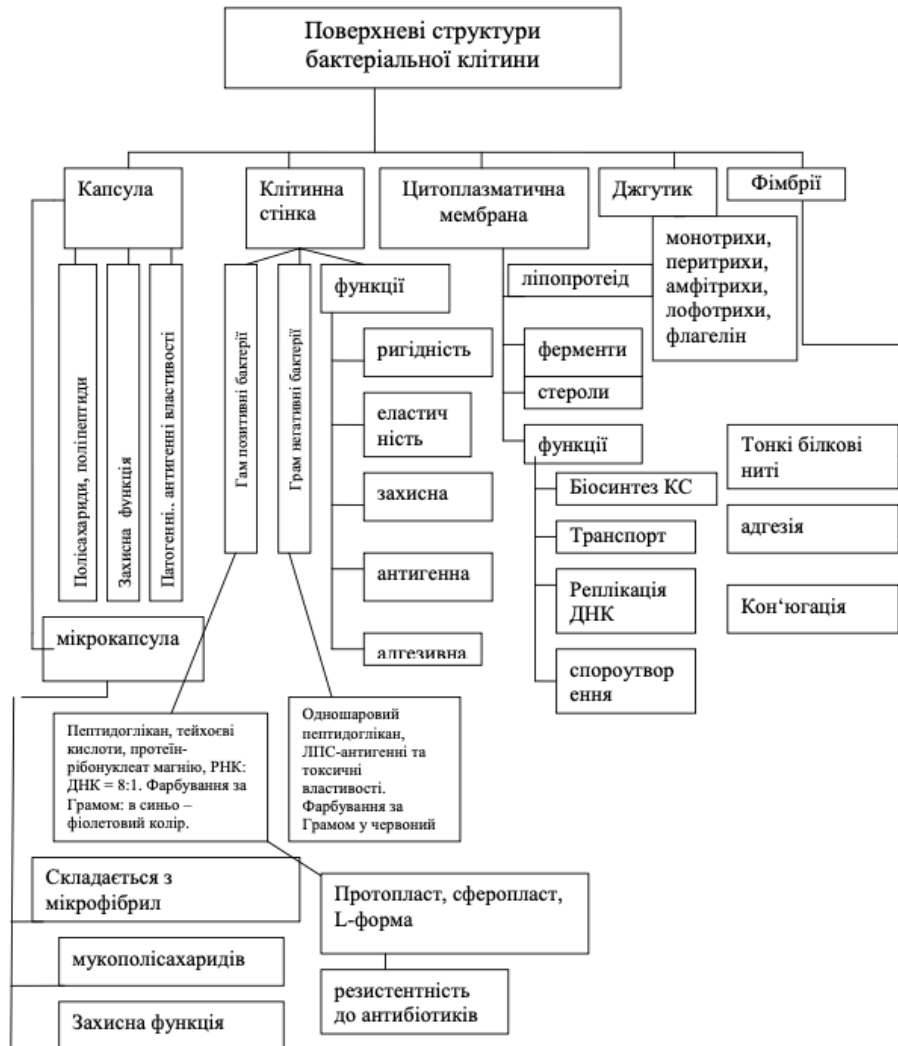 Поверхневі структури
бактеріальної клітини
Капсула
Клітинна
стінка
Цитоплазматична
мембрана
Джгутик
Фімбрії
Полісахариди, поліпептиди
Захисна функція
Патогенні.. антигенні властивості
мікрокапсула
Гам позитивні бактерії
Грам негативні бактерії
функції
ригідність
еластич
ність
захисна
антигенна
адгезивна
ліпопротеід
ферменти
стероли
функції
Біосинтез КС
Транспорт
Реплікація
ДНК
спороутвор
ення
монотрихи,
перитрихи,
амфітрихи,
лофотрихи,
флагелін
Тонкі білкові
ниті
адгезія
Кон‘югація
Пептидоглікан, тейхоєві
кислоти, протеїн-
рібонуклеат магнію, РНК:
ДНК = 8:1. Фарбування за
Грамом: в синьо –
фіолетовий колір.
Одношаровий
пептидоглікан,
ЛПС-антигенні та
токсичні
властивості.
Фарбування за
Грамом у червоний
Складається з
мікрофібрил
мукополісахаридів
Захисна функція
Протопласт, сферопласт,
L-форма
резистентність
до антибіотиків